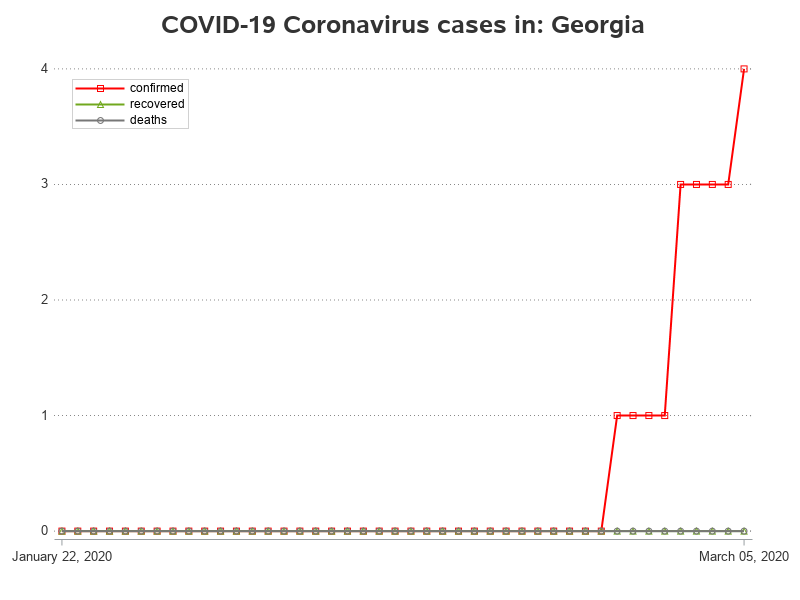 COVID-19 Coronavirus cases in: Georgia
4
confirmed
recovered
deaths
3
2
1
0
January 22, 2020
March 05, 2020